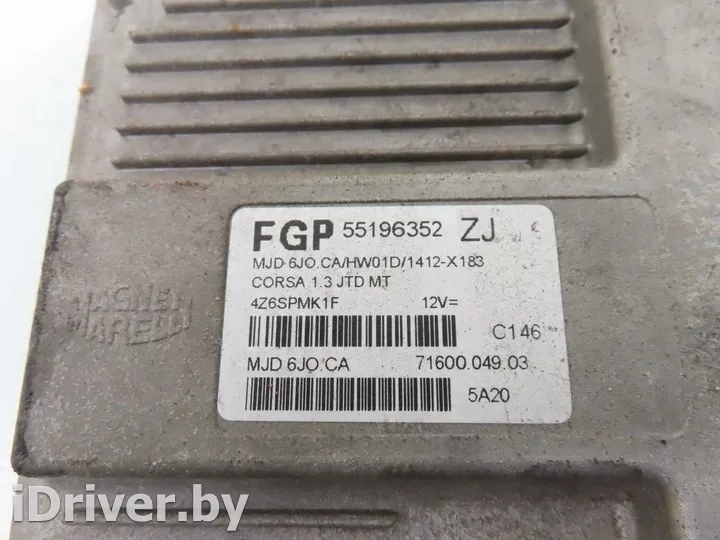 FGP 55196352 ZJ
MJD 6JO.CA/HW01D/1412-X183
CORSA 1.3 JTD MT
4Z6SPMK1F 12V=
C146
MJD 6JO.CA 71600.049.03
5A20
MAGNETI
MARELLI
iDriver.by